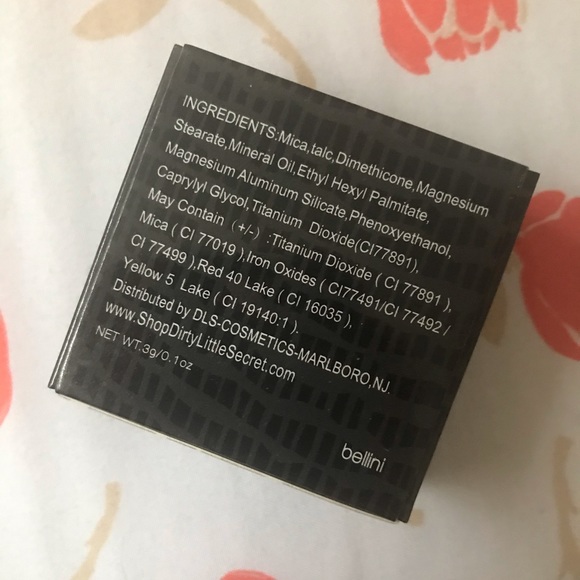 INGREDIENTS:Mica,talc,Dimethicone,Magnesium
Stearate,Mineral Oil,Ethyl Hexyl Palmitate,
Magnesium Aluminum Silicate,Phenoxyethanol,
Caprylyl Glycol,Titanium Dioxide(CI77891),
May Contain (+/-) :Titanium Dioxide ( CI 77891 ),
Mica ( CI 77019 ),Iron Oxides ( CI77491/CI 77492 /
CI 77499 ),Red 40 Lake ( CI 16035 ),
Yellow 5 Lake ( CI 19140:1 ).
Distributed by DLS-COSMETICS-MARLBORO,NJ.
www.ShopDirtyLittleSecret.com
NET WT.3g/0.1oz
bellini